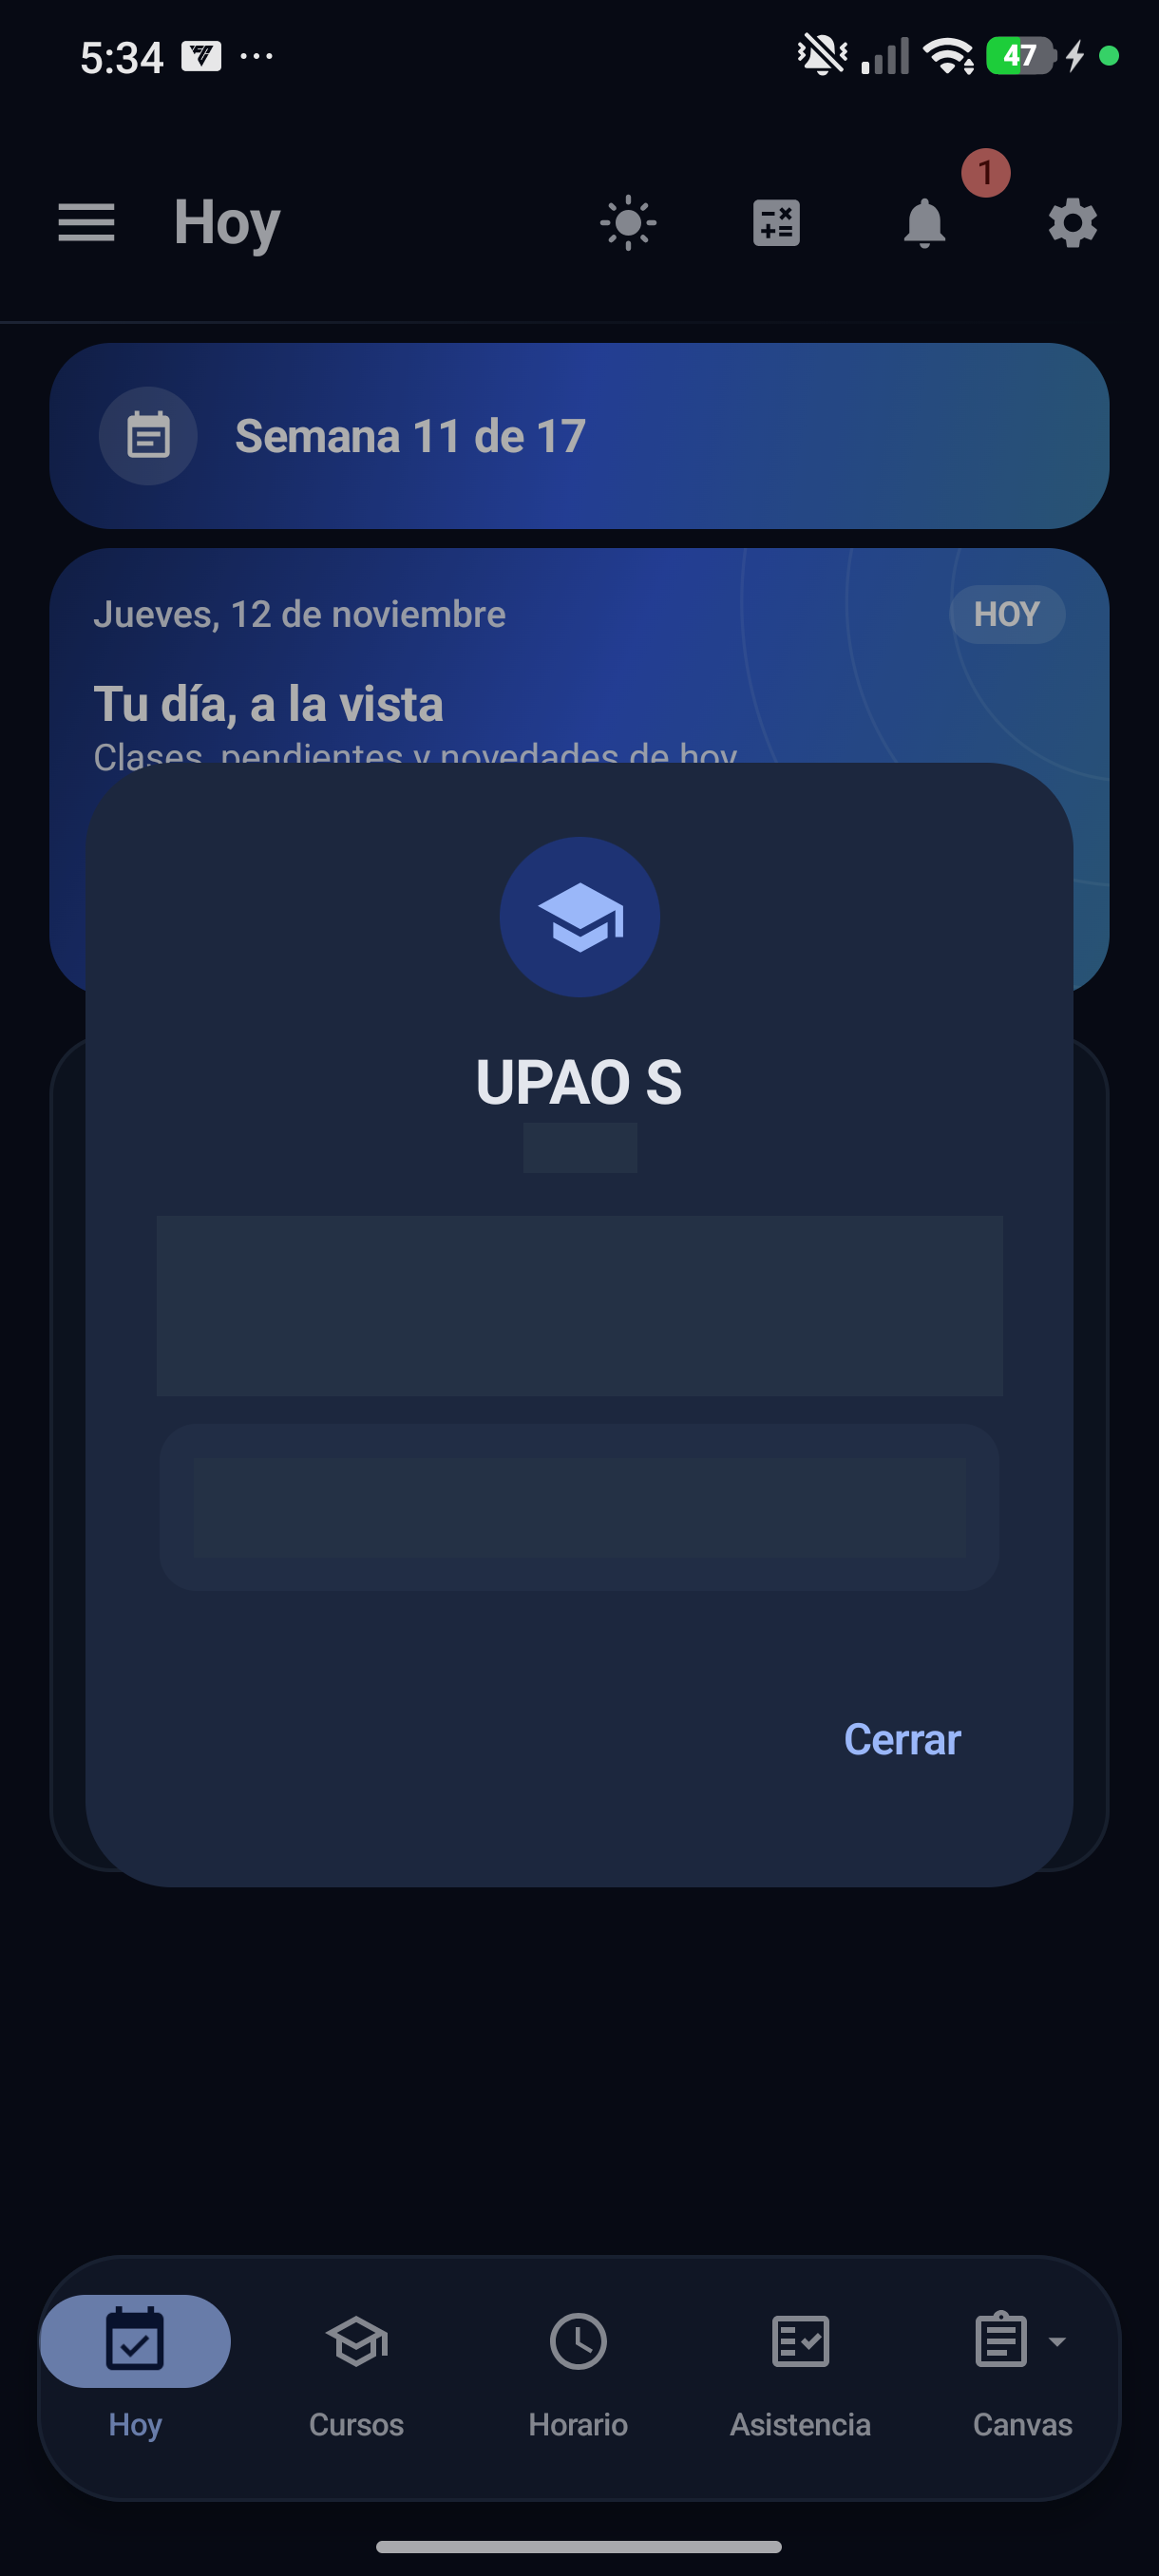 5:34
47
Hoy
1
Semana 11 de 17
Jueves, 12 de noviembre
HOY
Tu día, a la vista
Clases, pendientes y novedades de hoy
UPAO S
Cerrar
Hoy
Cursos
Horario
Asistencia
Canvas